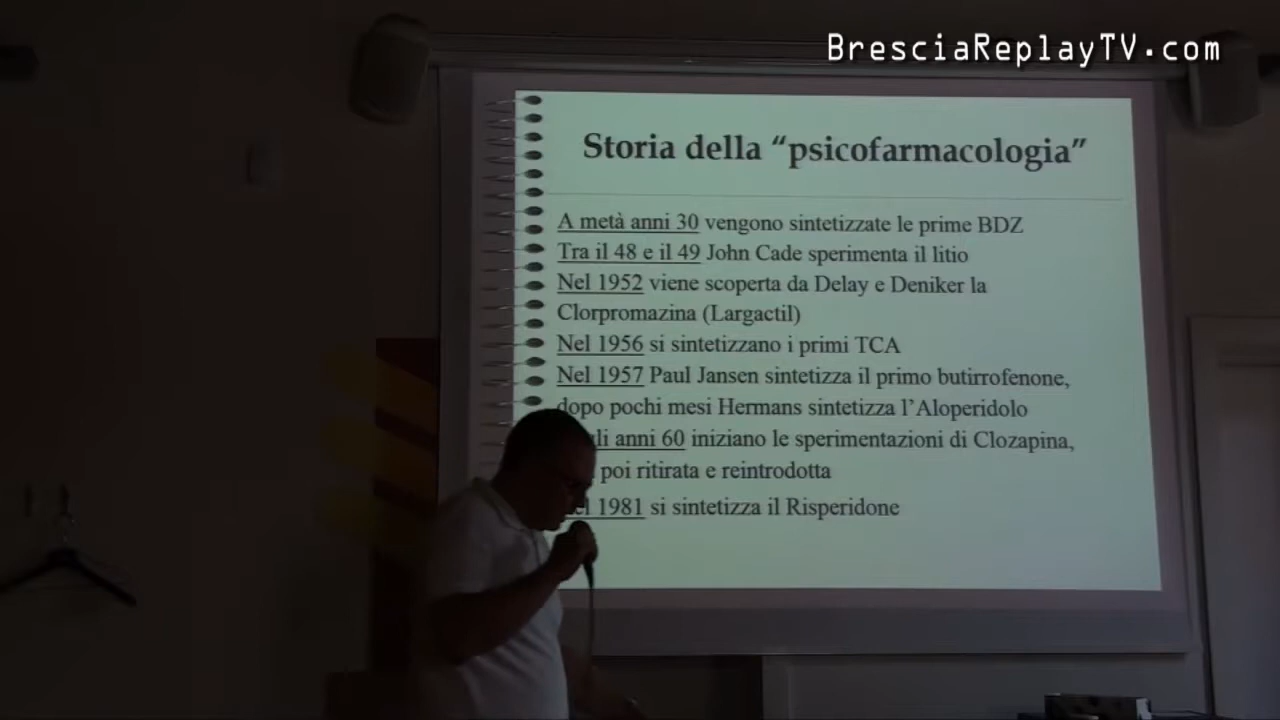 BresciaReplayTV.com
Storia della “psicofarmacologia”
A metà anni 30 vengono sintetizzate le prime BDZ
Tra il 48 e il 49 John Cade sperimenta il litio
Nel 1952 viene scoperta da Delay e Deniker la
Clorpromazina (Largactil)
Nel 1956 si sintetizzano i primi TCA
Nel 1957 Paul Jansen sintetizza il primo butirrofenone,
dopo pochi mesi Hermans sintetizza l’Aloperidolo
anni 60 iniziano le sperimentazioni di Clozapina,
poi ritirata e reintrodotta
1981 si sintetizza il Risperidone